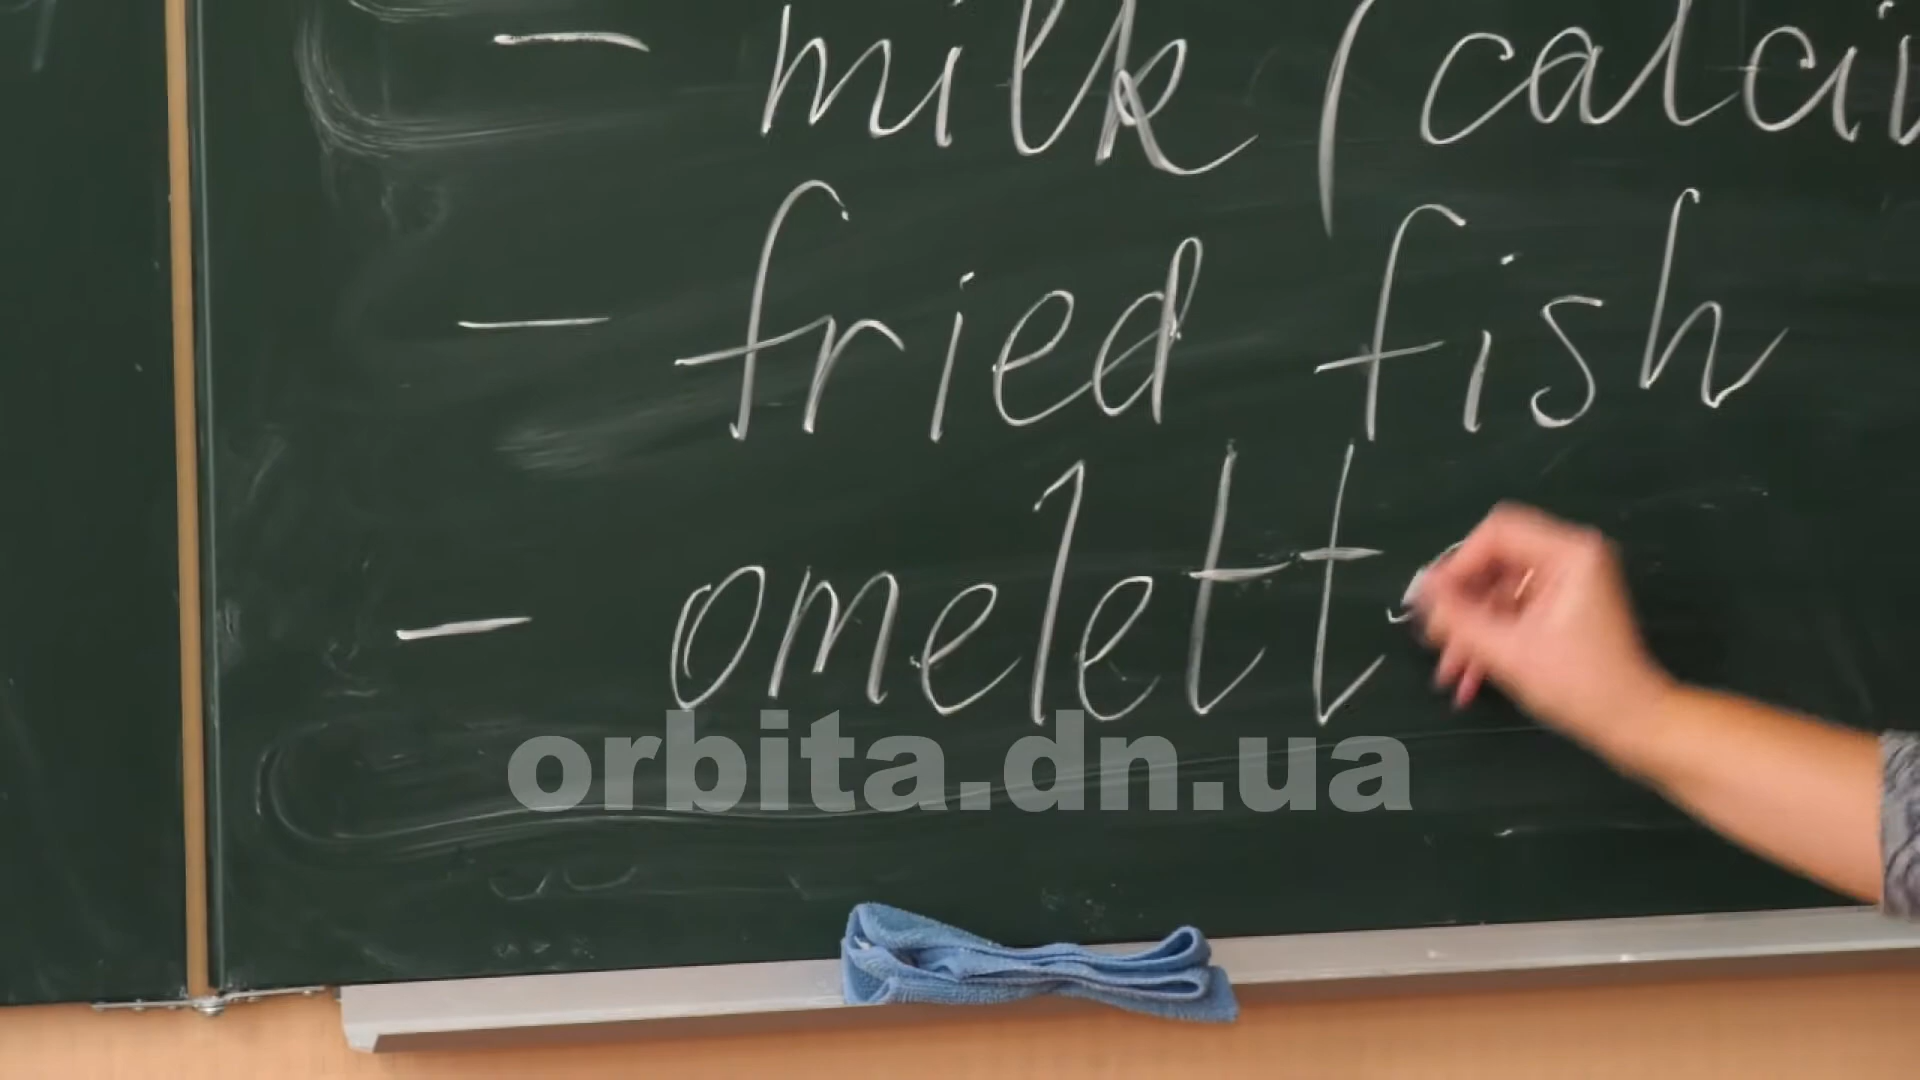 - milk (calci
- fried fish
- omelett
orbita.dn.ua